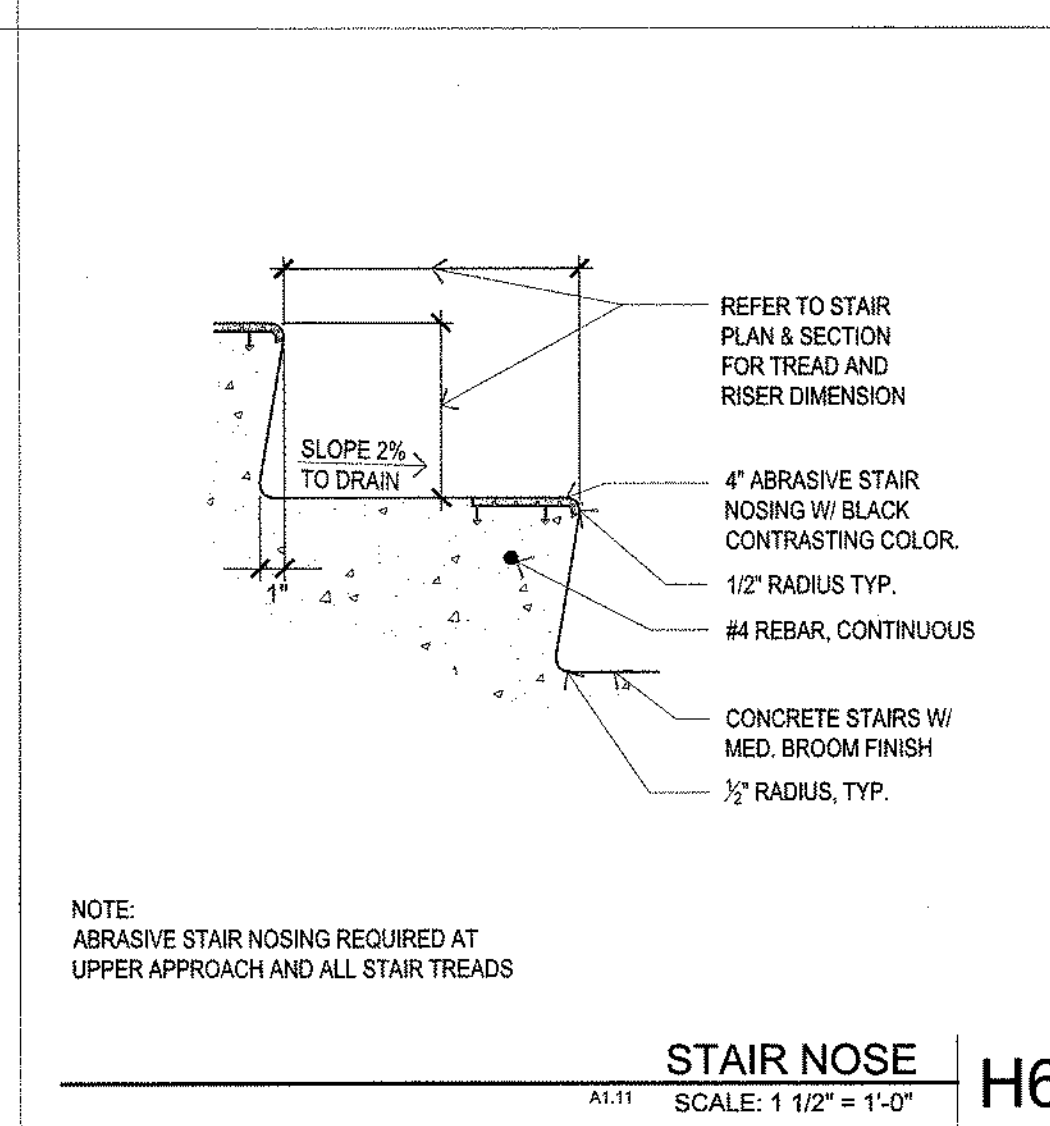 REFER TO STAIR
PLAN & SECTION
FOR TREAD AND
RISER DIMENSION
SLOPE 2%
TO DRAIN
4" ABRASIVE STAIR
NOSING W/ BLACK
CONTRASTING COLOR.
1/2" RADIUS TYP.
1"
#4 REBAR, CONTINUOUS
CONCRETE STAIRS W/
MED. BROOM FINISH
½" RADIUS, TYP.
NOTE:
ABRASIVE STAIR NOSING REQUIRED AT
UPPER APPROACH AND ALL STAIR TREADS
STAIR NOSE
A1.11
SCALE: 1 1/2" = 1'-0"
H6